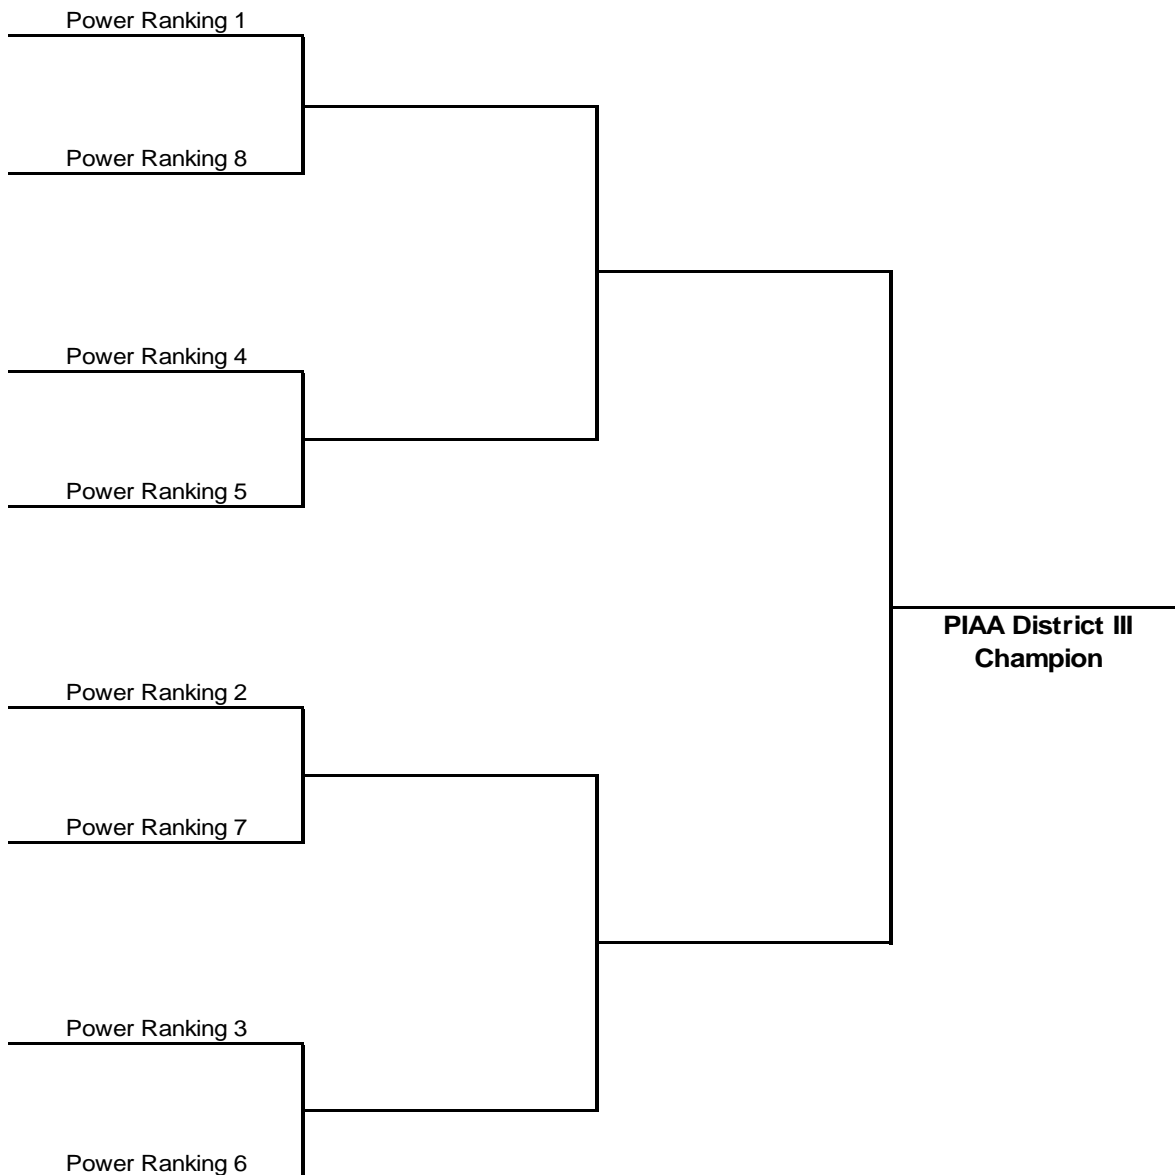 Power Ranking 1
Power Ranking 8
Power Ranking 4
Power Ranking 5
PIAA District III
Champion
Power Ranking 2
Power Ranking 7
Power Ranking 3
Power Ranking 6